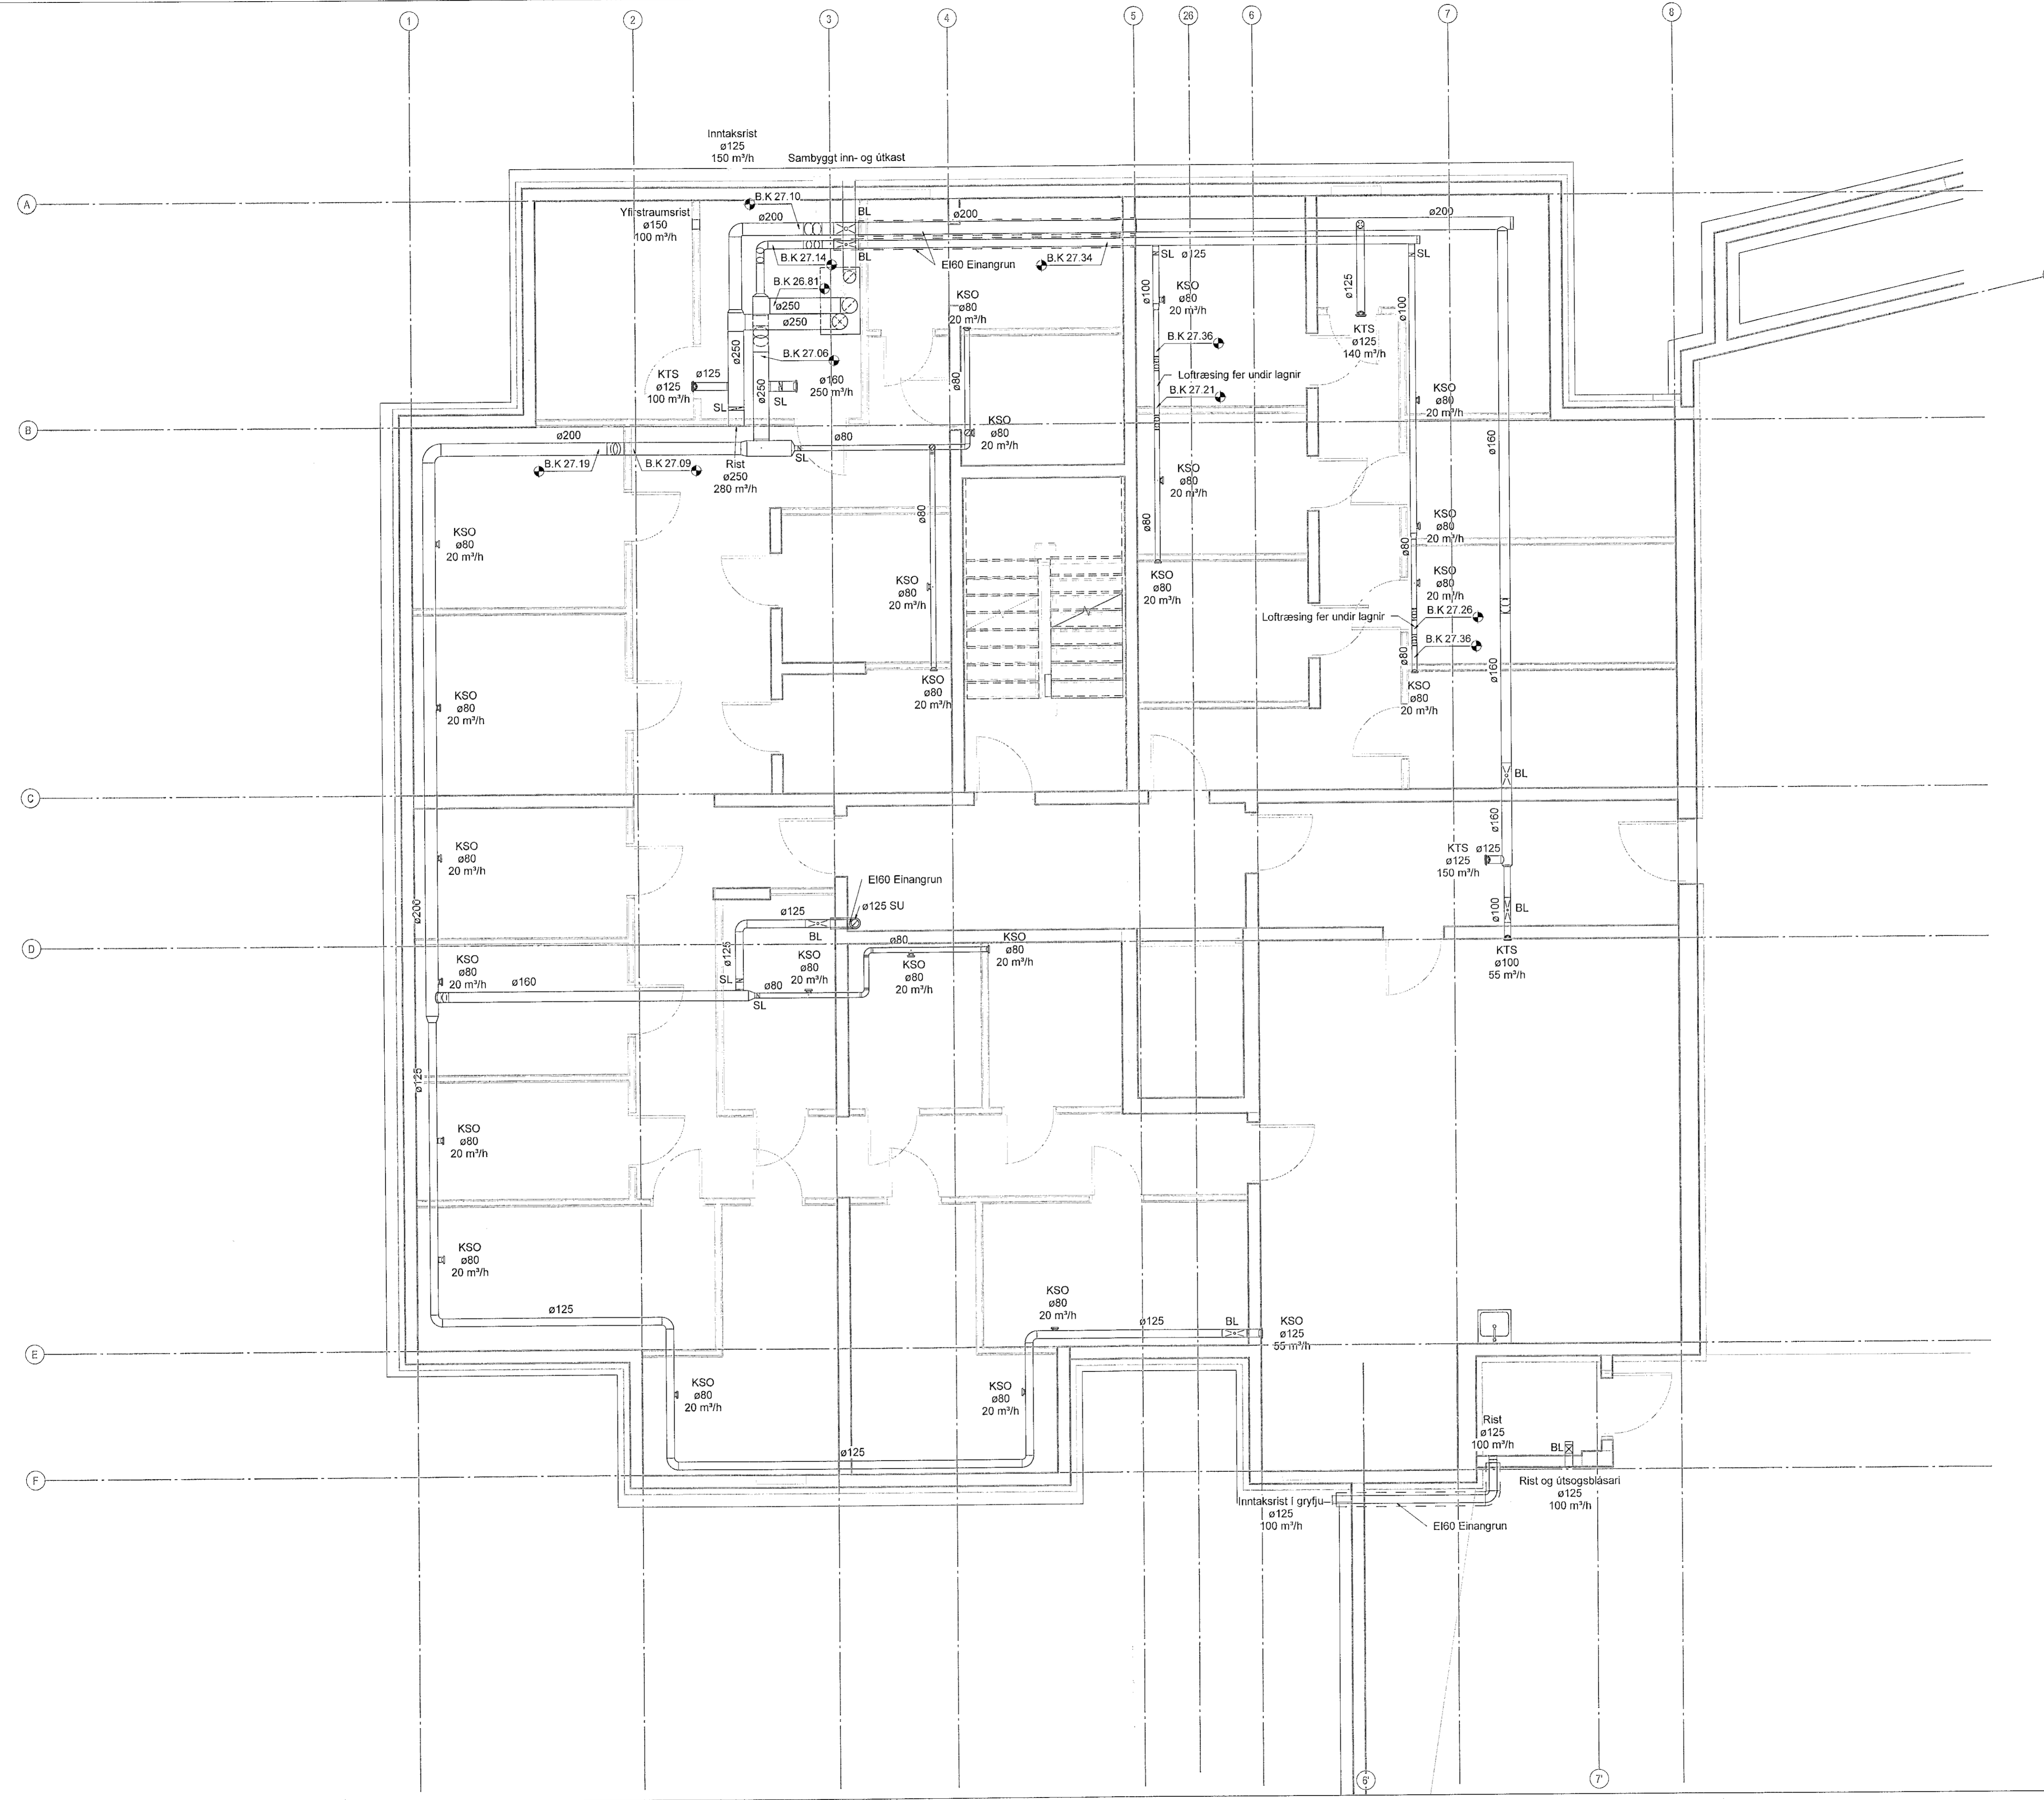 1
2
3
4
5
26
6
7
8
Inntaksrist
ø125
150 m³/h
Sambyggt inn- og útkast
A
B.K 27.10
BL
ø200
ø200
ø200
Yfirstraumsrist
ø150
100 m³/h
B.K 27.14
BL
EI60 Einangrun
B.K 27.34
SL
ø125
SL
B.K 26.81
ø250
ø250
ø250
ø250
B.K 27.06
KSO
ø80
20 m³/h
ø100
KSO
ø80
20 m³/h
ø125
ø100
KTS
ø125
140 m³/h
B.K 27.36
Loftræsing fer undir lagnir
B.K 27.21
KTS
ø125
100 m³/h
ø125
SL
SL
ø160
250 m³/h
ø80
KSO
ø80
20 m³/h
B
ø200
ø80
SL
KSO
ø80
20 m³/h
ø160
B.K 27.19
B.K 27.09
Rist
ø250
280 m³/h
KSO
ø80
20 m³/h
ø80
ø80
KSO
ø80
20 m³/h
KSO
ø80
20 m³/h
ø80
KSO
ø80
20 m³/h
KSO
ø80
20 m³/h
KSO
ø80
20 m³/h
Loftræsing fer undir lagnir
B.K 27.26
B.K 27.36
ø80
ø160
KSO
ø80
20 m³/h
KSO
ø80
20 m³/h
KSO
ø80
20 m³/h
BL
C
ø160
KSO
ø80
20 m³/h
KTS
ø125
150 m³/h
ø125
EI60 Einangrun
ø125 SU
ø125
BL
ø200
ø100
BL
D
ø125
ø80
KSO
ø80
20 m³/h
KSO
ø80
20 m³/h
KSO
ø80
20 m³/h
KTS
ø100
55 m³/h
KSO
ø80
20 m³/h
ø160
SL
ø80
SL
ø125
KSO
ø80
20 m³/h
KSO
ø80
20 m³/h
ø125
KSO
ø80
20 m³/h
ø125
BL
KSO
ø125
55 m³/h
E
KSO
ø80
20 m³/h
KSO
ø80
20 m³/h
ø125
Rist
ø125
100 m³/h
BL
F
Rist og útsogsblásari
ø125
100 m³/h
Inntaksrist í gryfju
ø125
100 m³/h
EI60 Einangrun
7'